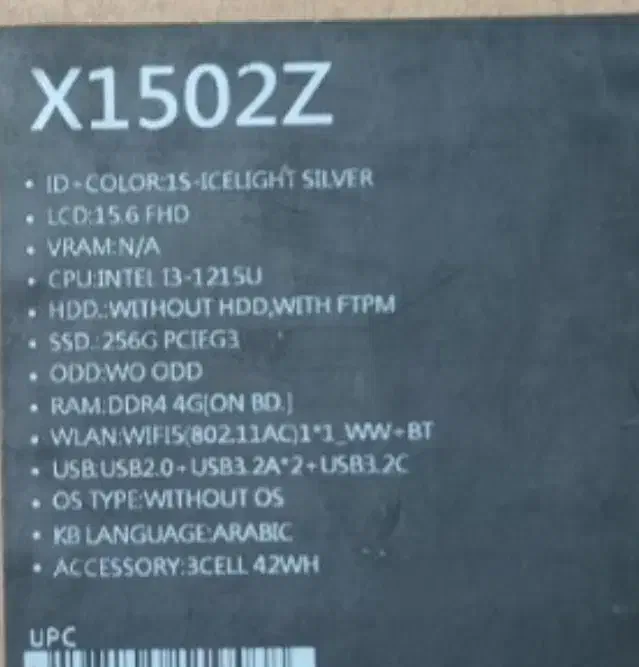 X1502Z
• ID+COLOR:1S-ICELIGHT SILVER
• LCD:15.6 FHD
• VRAM:N/A
• CPU:INTEL I3-1215U
• HDD.:WITHOUT HDD,WITH FTPM
• SSD.:256G PCIEG3
• ODD:WO ODD
• RAM:DDR4 4G[ON BD.]
• WLAN:WIFI5(802.11AC)1*1_WW+BT
• USB:USB2.0+USB3.2A*2+USB3.2C
• OS TYPE:WITHOUT OS
• KB LANGUAGE:ARABIC
• ACCESSORY:3CELL 42WH
UPC